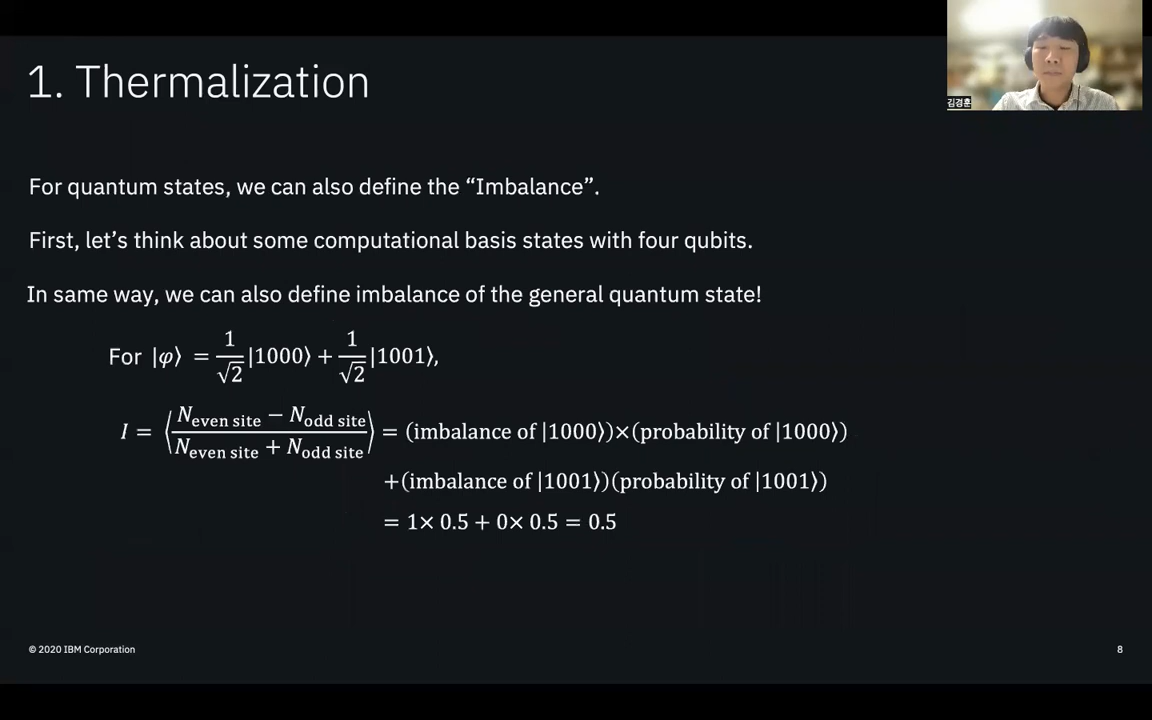 1. Thermalization
김경훈
For quantum states, we can also define the “Imbalance”.
First, let’s think about some computational basis states with four qubits.
In same way, we can also define imbalance of the general quantum state!
For |φ⟩ = 1/√2 |1000⟩ + 1/√2 |1001⟩,
I = ⟨(N_even site − N_odd site)/(N_even site + N_odd site)⟩ = (imbalance of |1000⟩)×(probability of |1000⟩)
+(imbalance of |1001⟩)(probability of |1001⟩)
= 1× 0.5 + 0× 0.5 = 0.5
© 2020 IBM Corporation
8